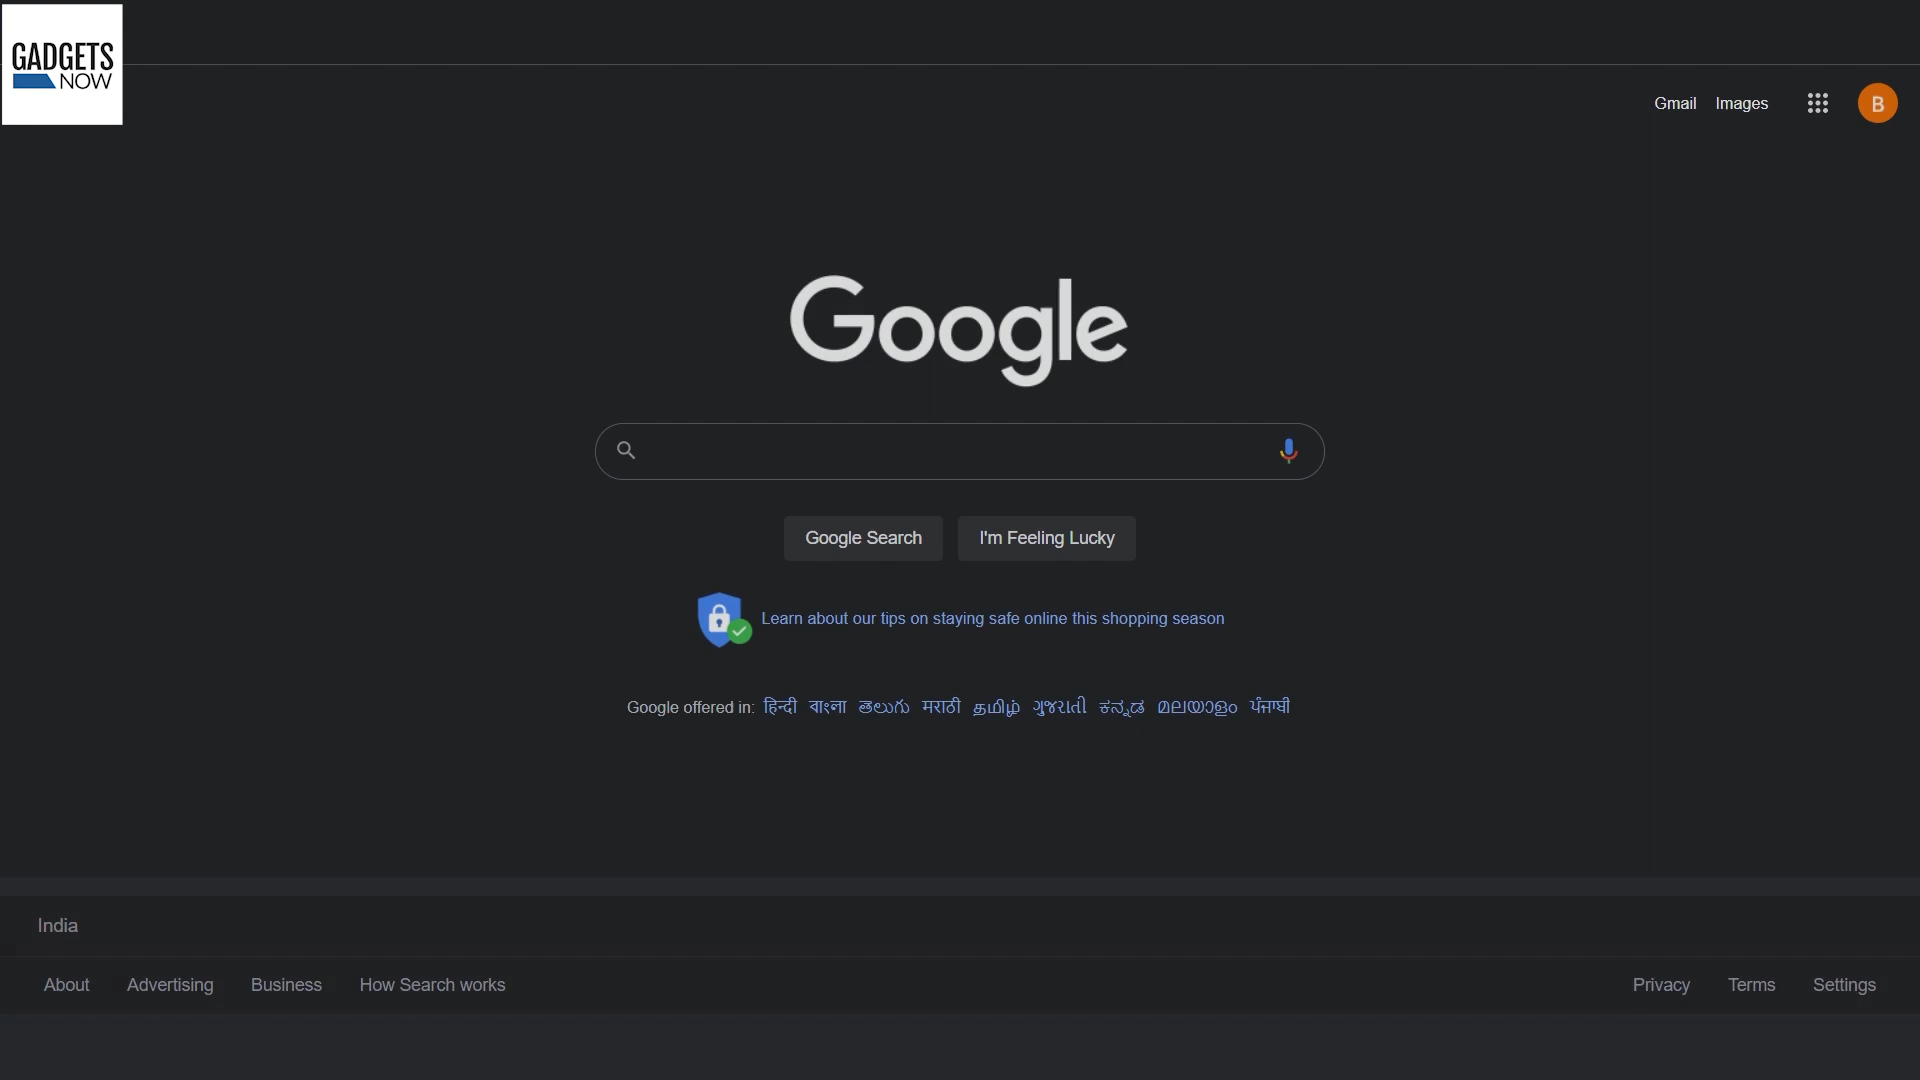 GADGETS
NOW
Gmail Images
B
Google
Google Search I'm Feeling Lucky
Learn about our tips on staying safe online this shopping season
Google offered in: हिन्दी বাংলা తెలుగు मराठी தமிழ் ગુજરાતી ಕನ್ನಡ മലയാളം ਪੰਜਾਬੀ
India
About Advertising Business How Search works Privacy Terms Settings